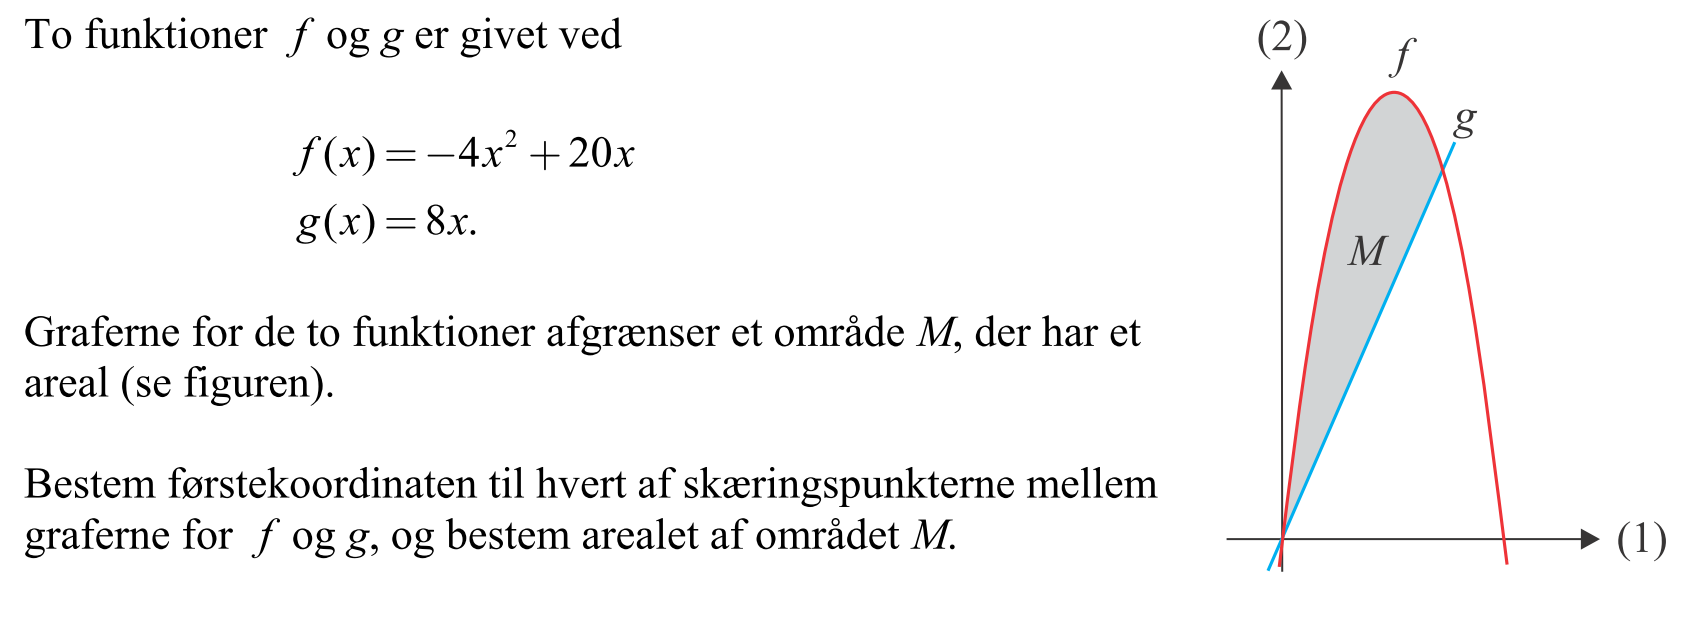 To funktioner f og g er givet ved
f(x) = −4x² + 20x
g(x) = 8x.
Graferne for de to funktioner afgrænser et område M, der har et
areal (se figuren).
Bestem førstekoordinaten til hvert af skæringspunkterne mellem
graferne for f og g, og bestem arealet af området M.
(2)
f
g
M
(1)